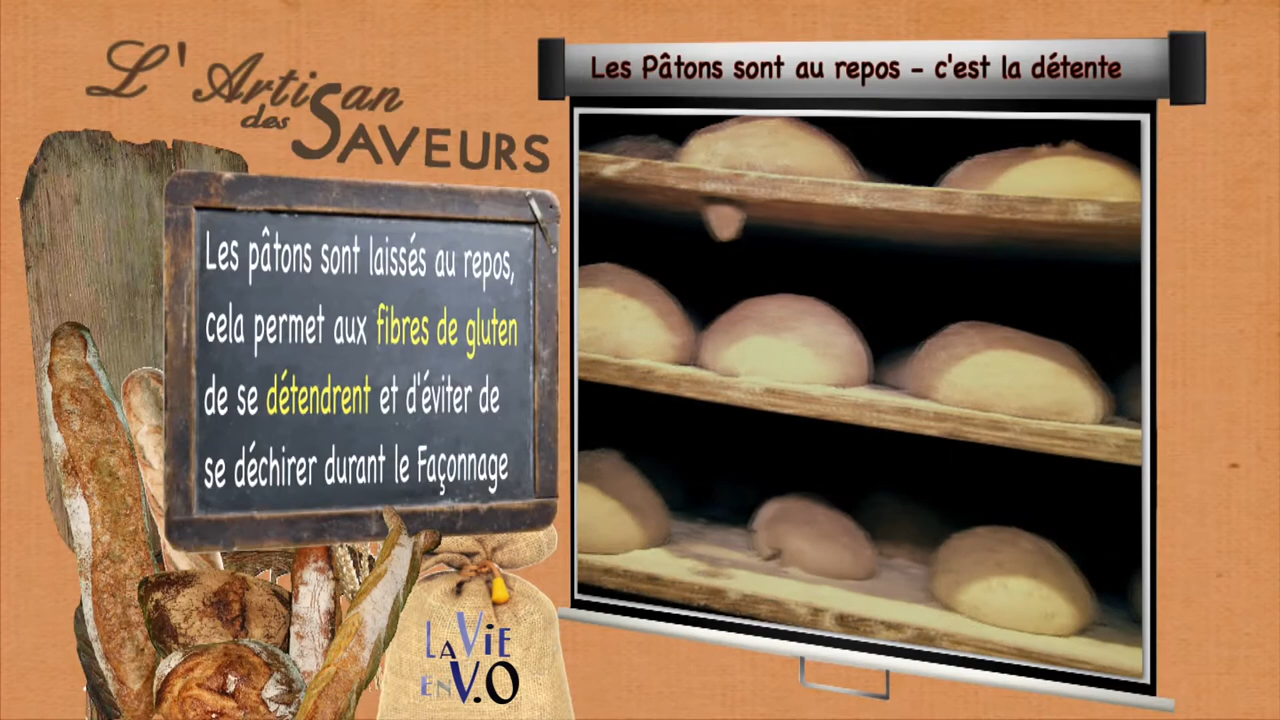 L'Artisan
des SAVEURS
Les Pâtons sont au repos - c'est la détente
Les pâtons sont laissés au repos,
cela permet aux fibres de gluten
de se détendrent et d'éviter de
se déchirer durant le Façonnage
LA ViE
EN V.O